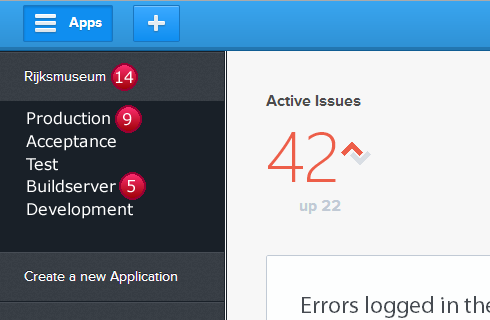 Apps
Rijksmuseum 14
Production 9
Acceptance
Test
Buildserver 5
Development
Create a new Application
Active Issues
42
up 22
Errors logged in the